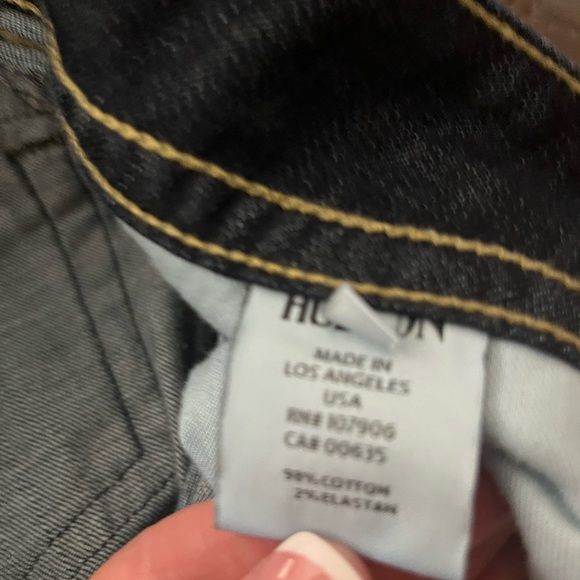 MADE IN
LOS ANGELES
USA
RN# 107906
CA# 00635
98% COTTON
2% ELASTAN